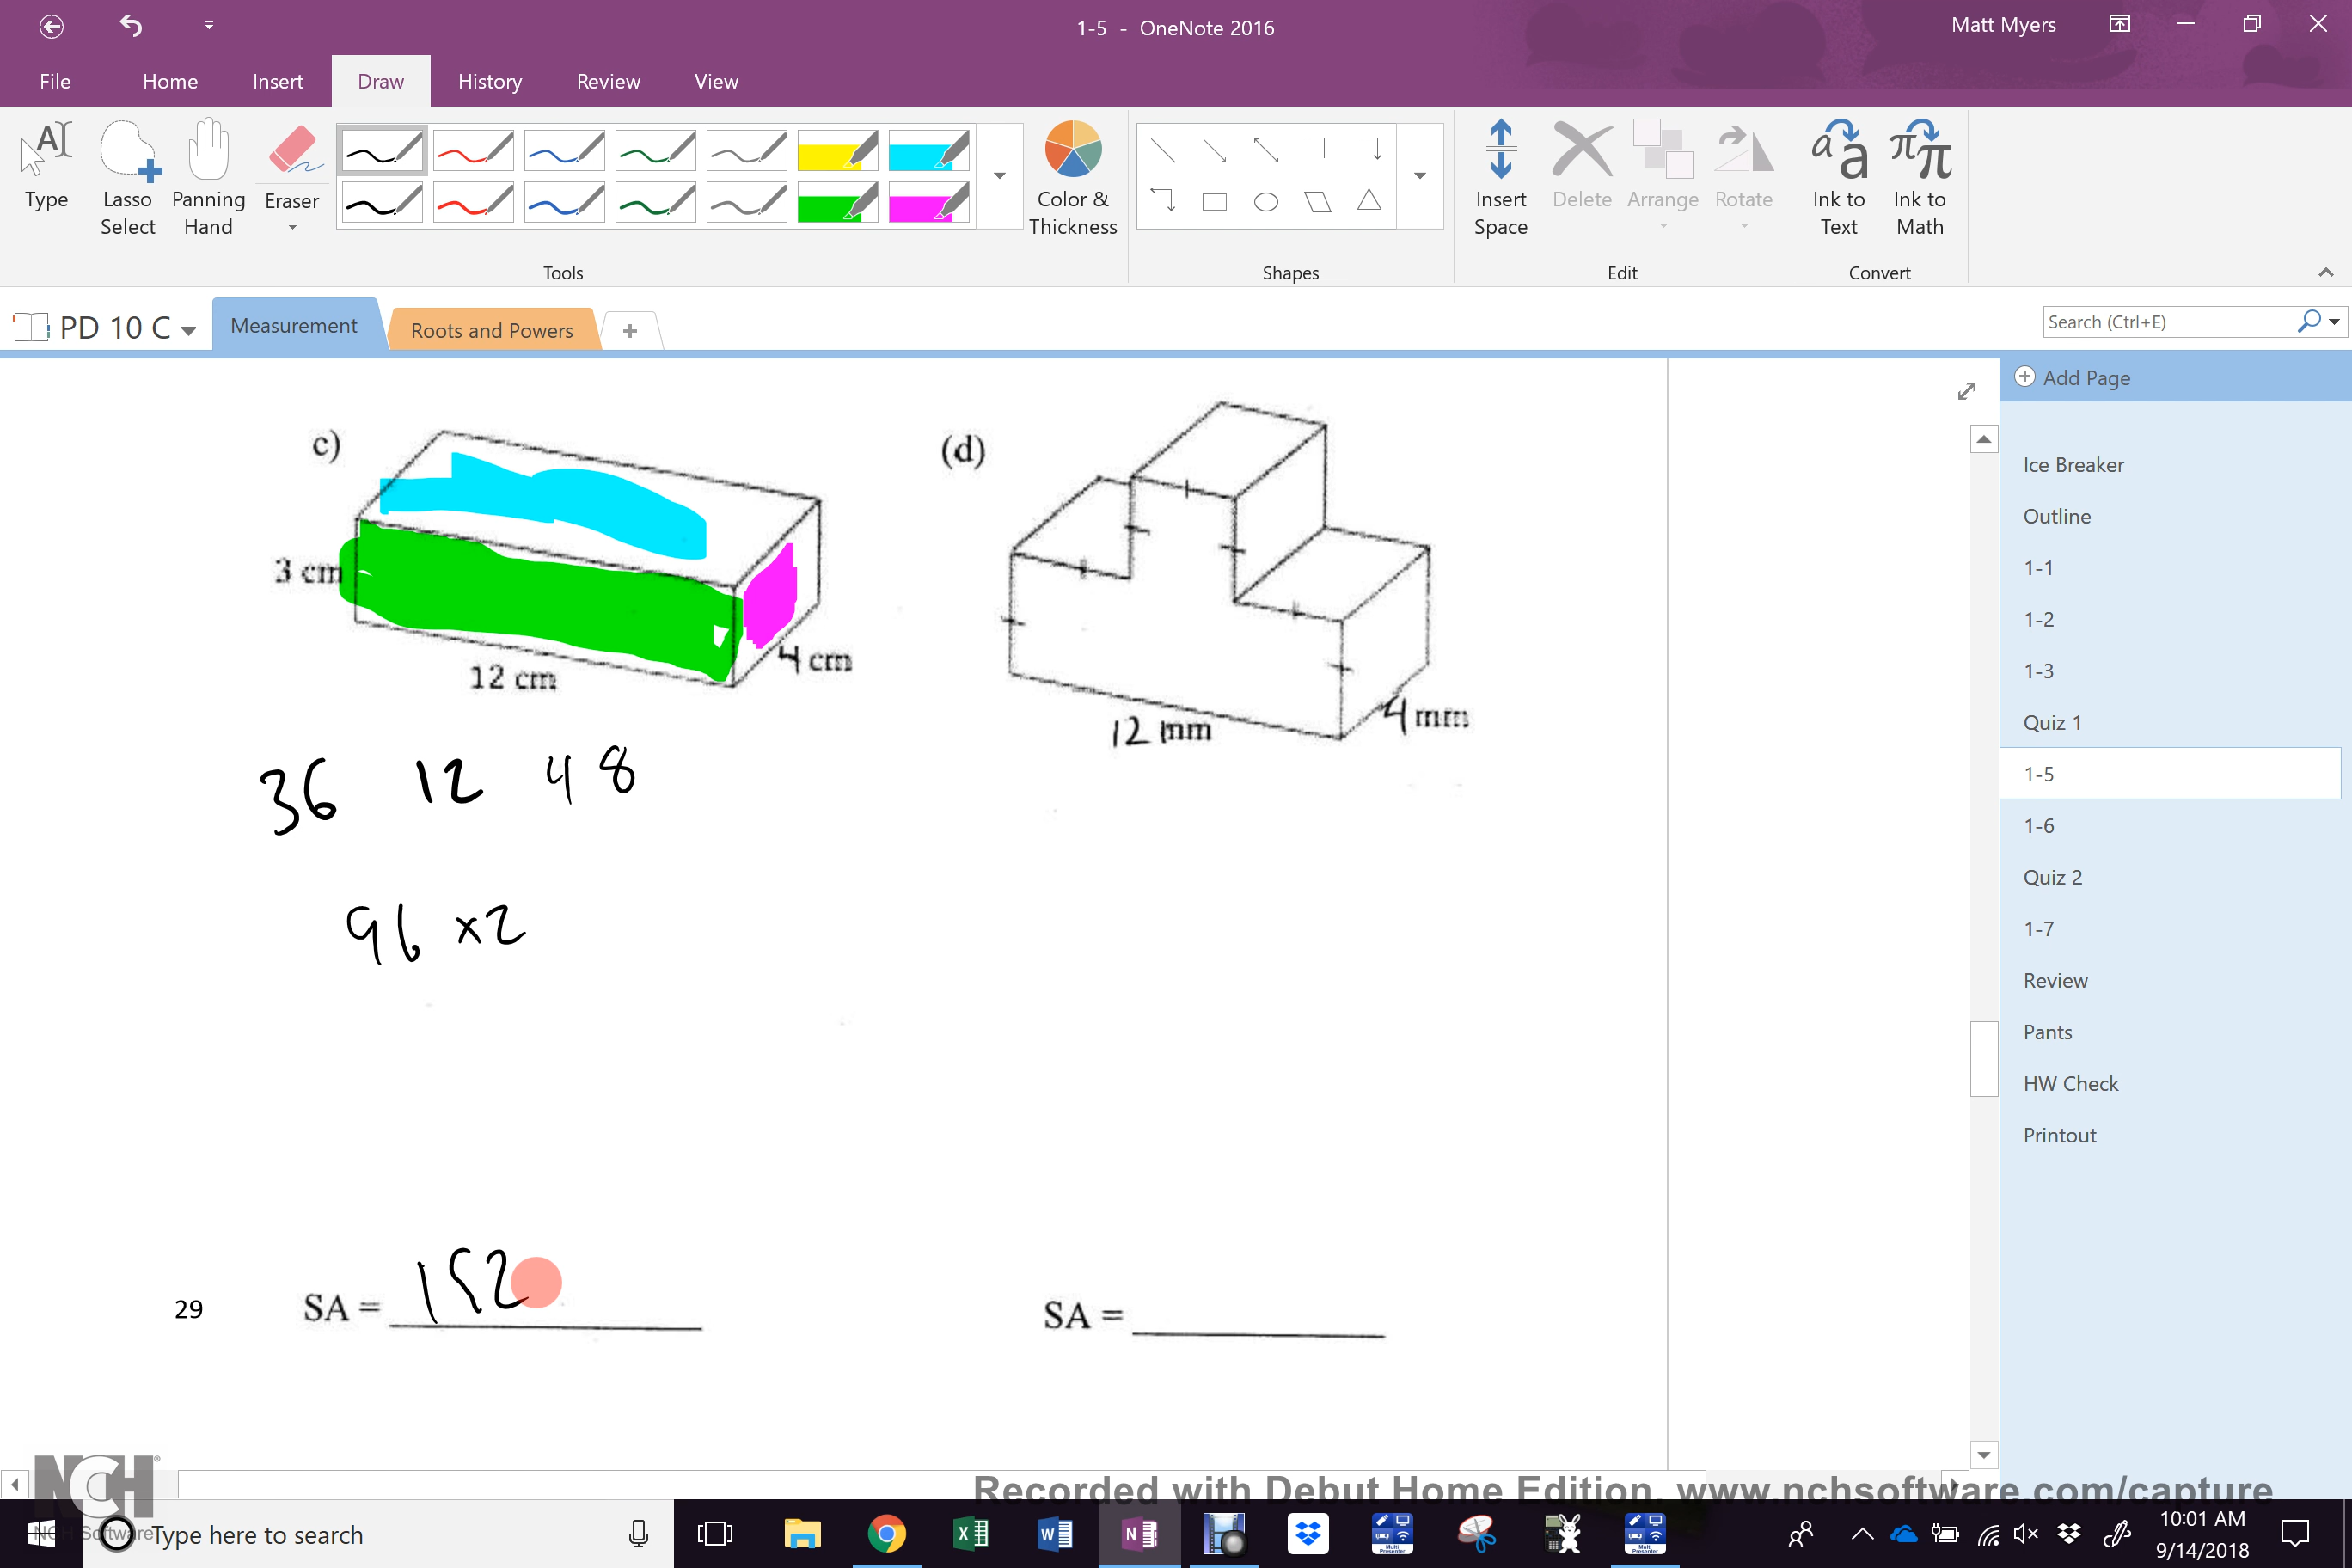 1-5 - OneNote 2016
Matt Myers
File Home Insert Draw History Review View
Type
Lasso Select
Panning Hand
Eraser
Color & Thickness
Insert Space
Delete
Arrange
Rotate
Ink to Text
Ink to Math
Tools Shapes Edit Convert
PD 10 C
Measurement
Roots and Powers
Search (Ctrl+E)
Add Page
Ice Breaker
Outline
1-1
1-2
1-3
Quiz 1
1-5
1-6
Quiz 2
1-7
Review
Pants
HW Check
Printout
c)
3 cm
12 cm
4 cm
(d)
12 mm
4 mm
36 12 48
96 x2
29
SA = 192
SA =
NCH®
NCH Software
Recorded with Debut Home Edition. www.nchsoftware.com/capture
Type here to search
10:01 AM
9/14/2018